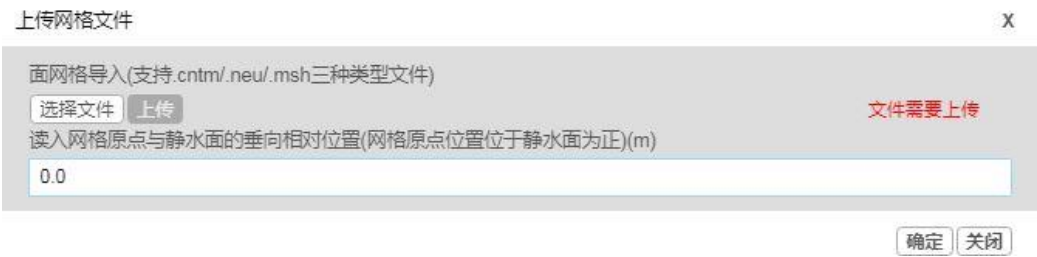 上传网格文件 X
面网格导入(支持.cntm/.neu/.msh三种类型文件)
选择文件 上传 文件需要上传
读入网格原点与静水面的垂向相对位置(网格原点位置位于静水面为正)(m)
0.0
确定 关闭